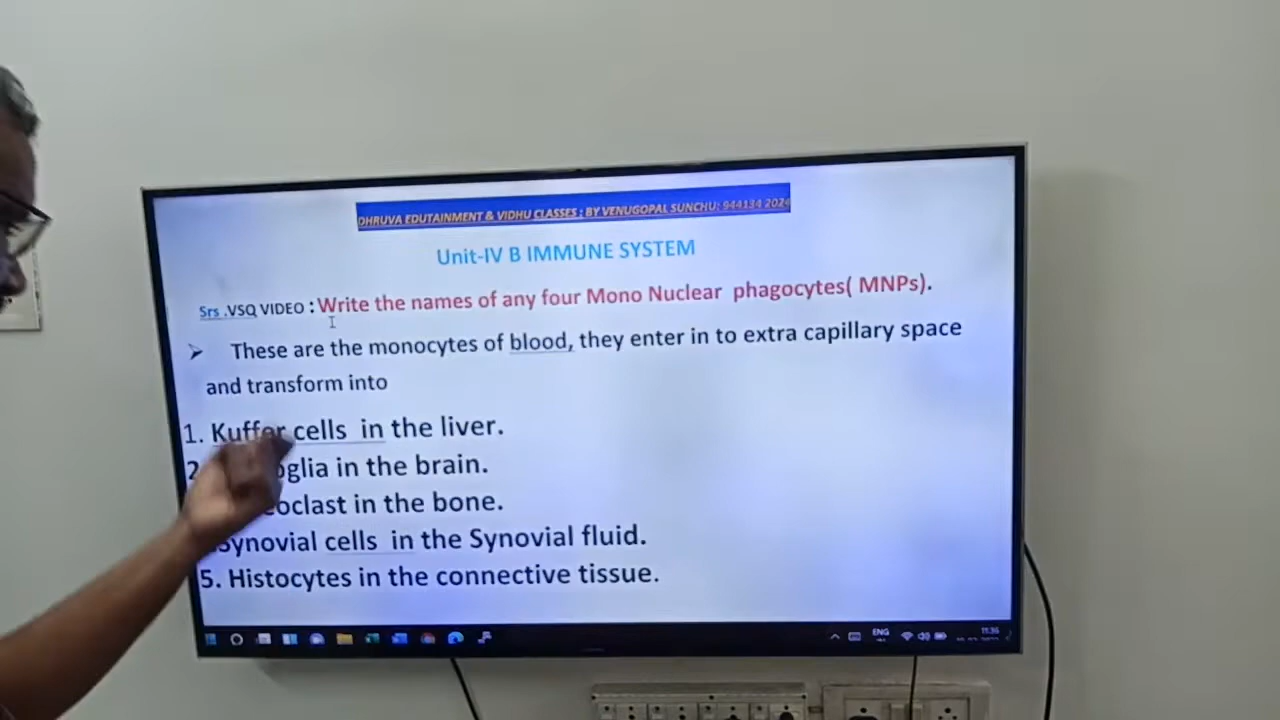 DHRUVA EDUTAINMENT & VIDHU CLASSES : BY VENUGOPAL SUNCHU: 944134 2024
Unit-IV B IMMUNE SYSTEM
Srs .VSQ VIDEO : Write the names of any four Mono Nuclear phagocytes( MNPs).
➢ These are the monocytes of blood, they enter in to extra capillary space
and transform into
1. Kuffer cells in the liver.
2 oglia in the brain.
eoclast in the bone.
Synovial cells in the Synovial fluid.
5. Histocytes in the connective tissue.
ENG
11:36